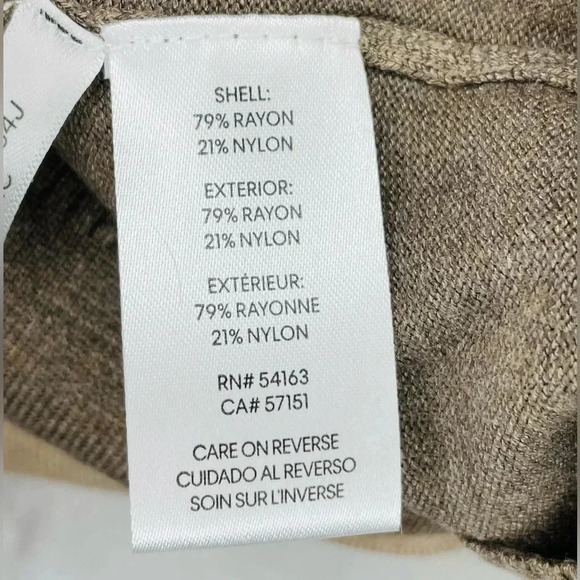 SHELL:
79% RAYON
21% NYLON
EXTERIOR:
79% RAYON
21% NYLON
EXTÉRIEUR:
79% RAYONNE
21% NYLON
RN# 54163
CA# 57151
CARE ON REVERSE
CUIDADO AL REVERSO
SOIN SUR L'INVERSE